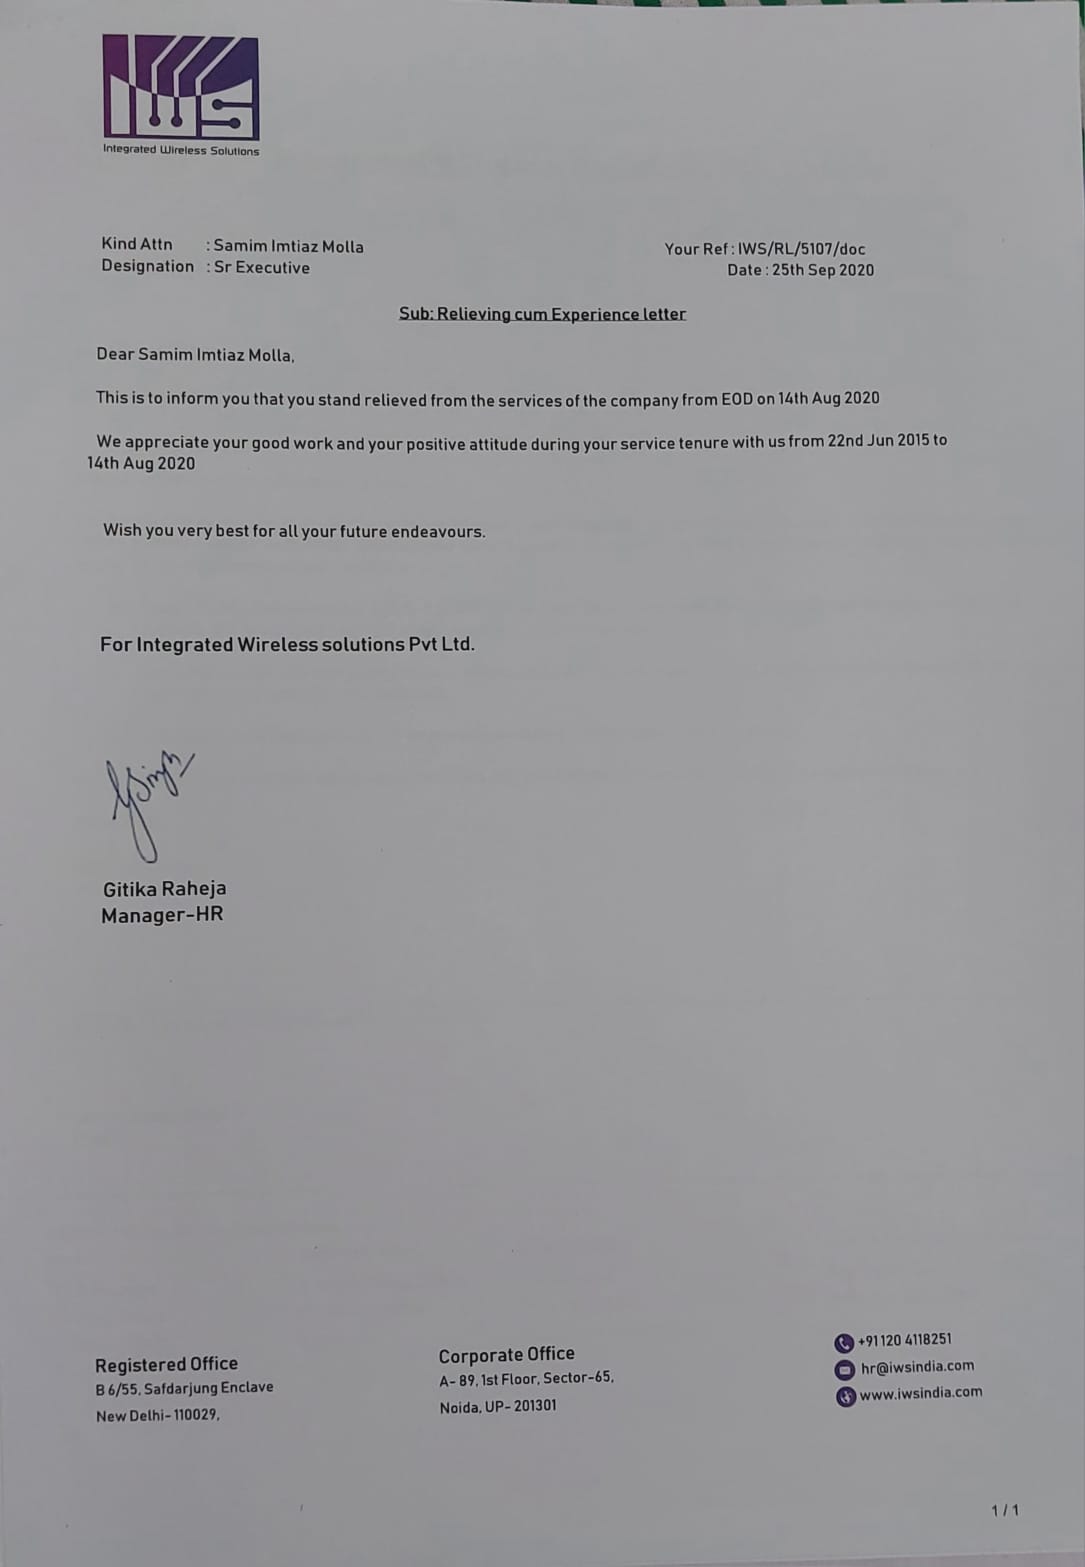 IWS
Integrated Wireless Solutions
Kind Attn : Samim Imtiaz Molla
Designation : Sr Executive
Your Ref : IWS/RL/5107/doc
Date : 25th Sep 2020
Sub: Relieving cum Experience letter
Dear Samim Imtiaz Molla,
This is to inform you that you stand relieved from the services of the company from EOD on 14th Aug 2020
We appreciate your good work and your positive attitude during your service tenure with us from 22nd Jun 2015 to
14th Aug 2020
Wish you very best for all your future endeavours.
For Integrated Wireless solutions Pvt Ltd.
GSingh
Gitika Raheja
Manager-HR
Registered Office
B 6/55, Safdarjung Enclave
New Delhi- 110029,
Corporate Office
A- 89, 1st Floor, Sector-65,
Noida, UP- 201301
+91 120 4118251
hr@iwsindia.com
www.iwsindia.com
1 / 1